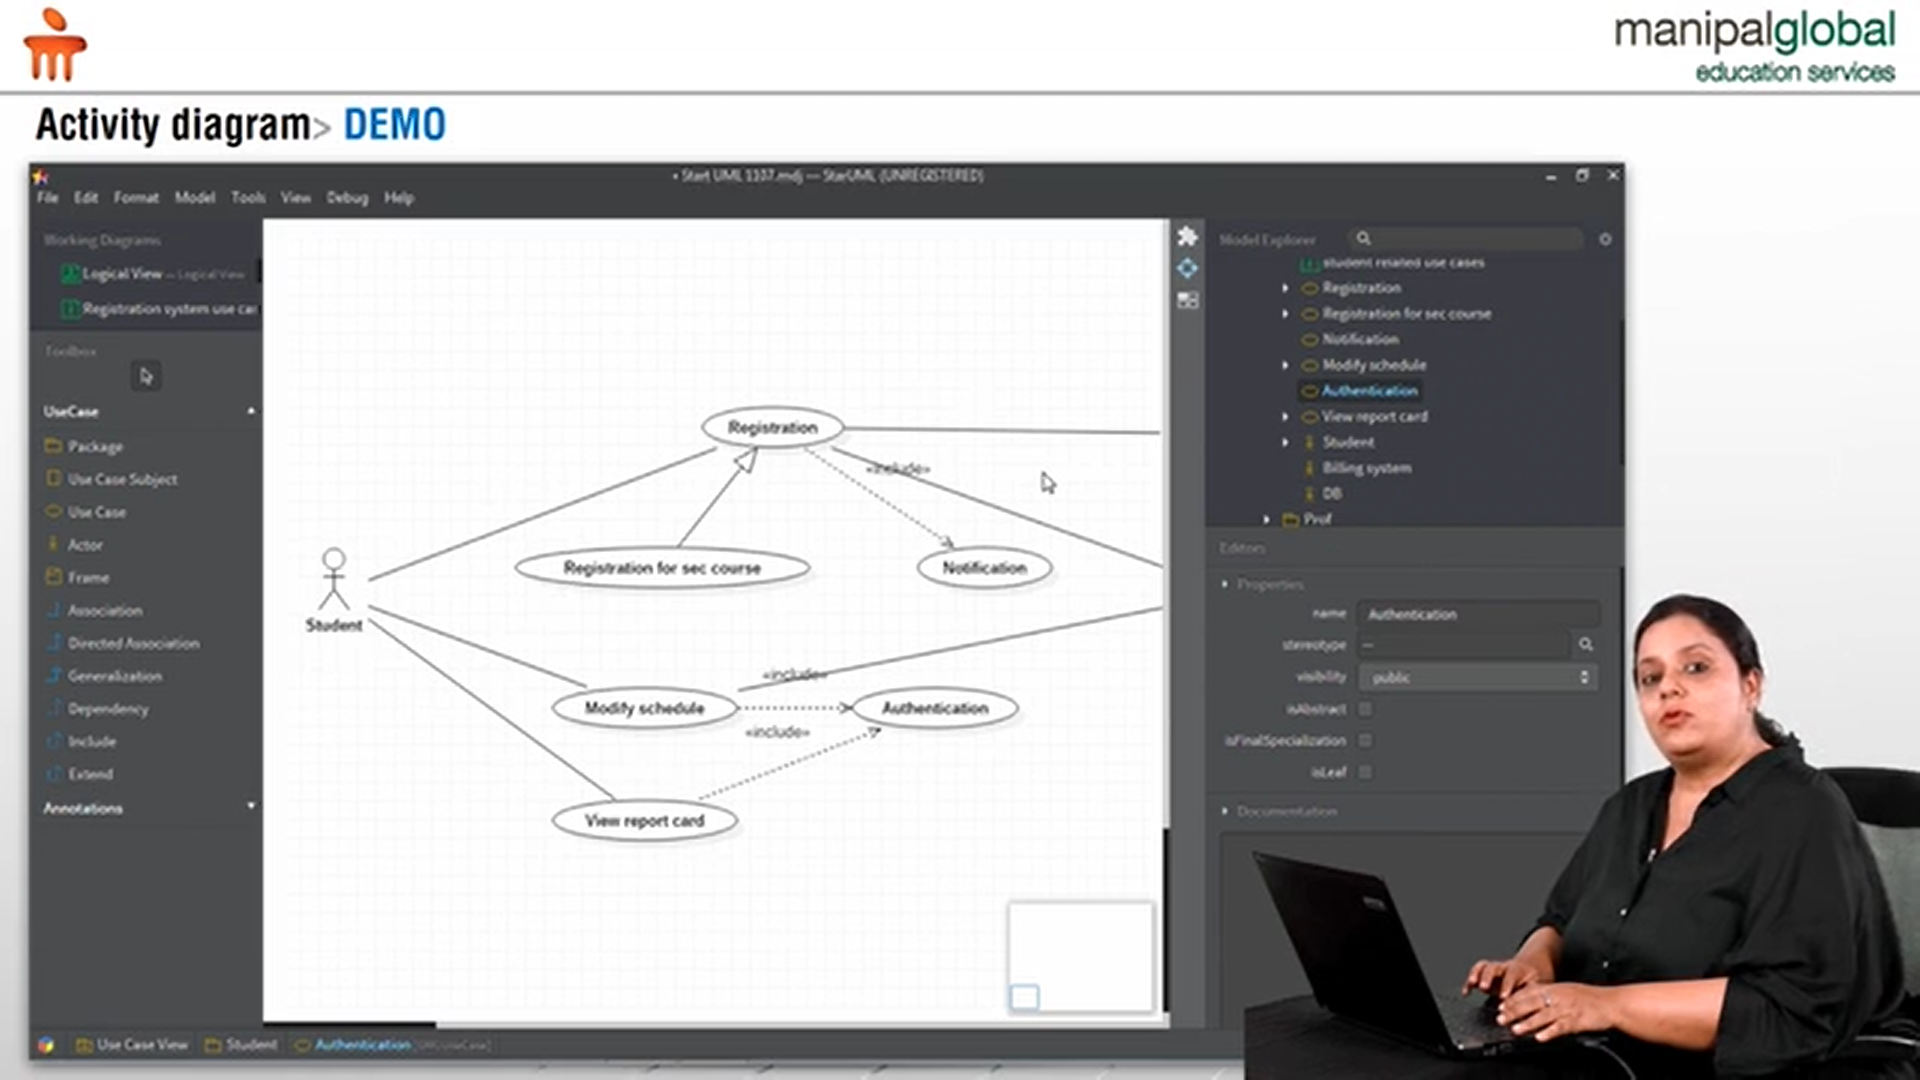 manipalglobal
education services
Activity diagram> DEMO
Start UML 1107.mdj — StarUML (UNREGISTERED)
File Edit Format Model Tools View Debug Help
Working Diagrams
Logical View — Logical View
Registration system use cas
Toolbox
UseCase
Package
Use Case Subject
Use Case
Actor
Frame
Association
Directed Association
Generalization
Dependency
Include
Extend
Annotations
Registration
«include»
Registration for sec course
Notification
Student
«include»
Modify schedule
Authentication
«include»
View report card
Model Explorer
student related use cases
Registration
Registration for sec course
Notification
Modify schedule
Authentication
View report card
Student
Billing system
DB
Prof
Editors
Properties
name Authentication
stereotype —
visibility public
isAbstract
isFinalSpecialization
isLeaf
Documentation
Use Case View Student Authentication